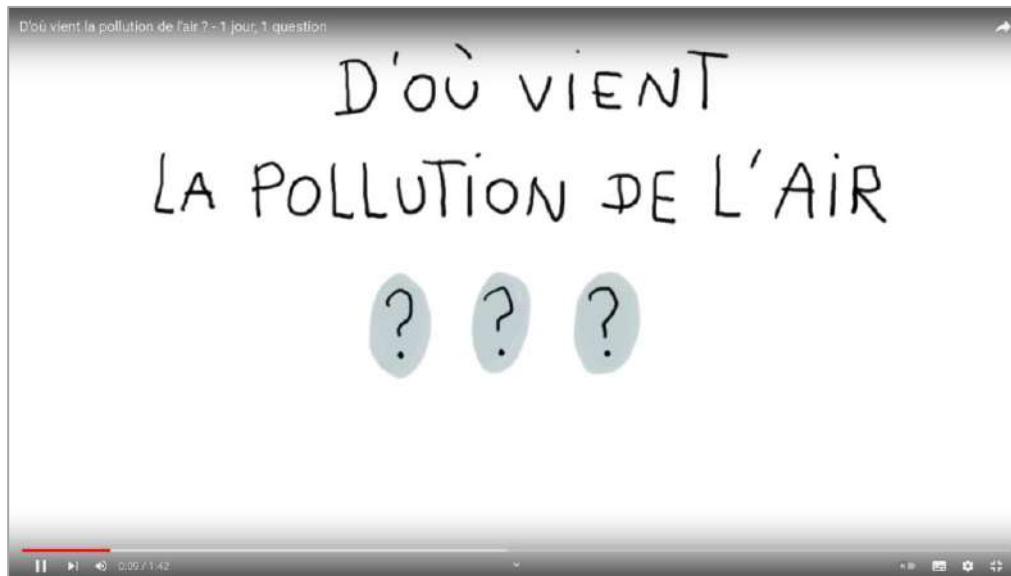 D'où vient la pollution de l'air ? - 1 jour, 1 question
D'OÙ VIENT
LA POLLUTION DE L'AIR
? ? ?
0:09 / 1:42